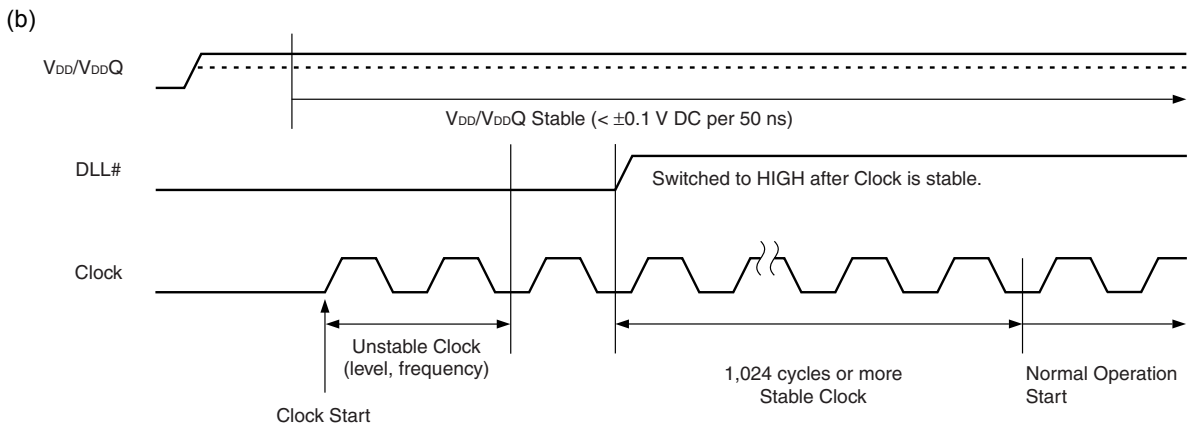 (b)
VDD/VDDQ
VDD/VDDQ Stable (< ±0.1 V DC per 50 ns)
DLL#
Switched to HIGH after Clock is stable.
Clock
Unstable Clock
(level, frequency)
1,024 cycles or more
Stable Clock
Normal Operation
Start
Clock Start